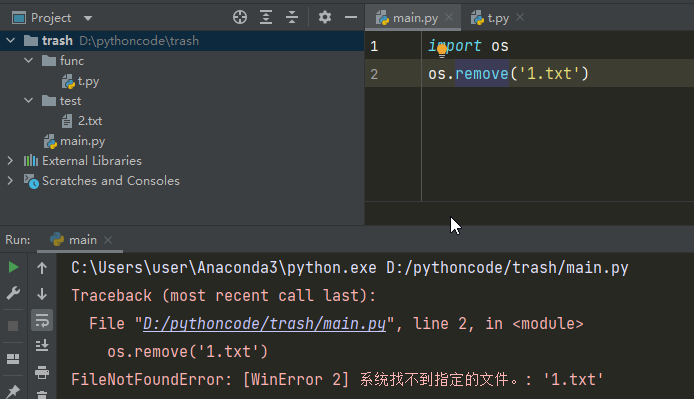 Project
trash D:\pythoncode\trash
func
t.py
test
2.txt
main.py
External Libraries
Scratches and Consoles
main.py
t.py
1 import os
2 os.remove('1.txt')
Run: main
C:\Users\user\Anaconda3\python.exe D:/pythoncode/trash/main.py
Traceback (most recent call last):
File "D:/pythoncode/trash/main.py", line 2, in <module>
os.remove('1.txt')
FileNotFoundError: [WinError 2] 系统找不到指定的文件。: '1.txt'